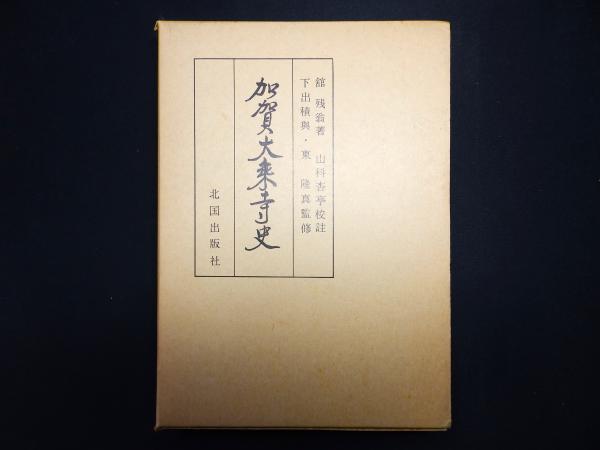 舘 残翁著 山科杏亭校註
下出積與・東 隆真監修
加賀大乗寺史
北国出版社